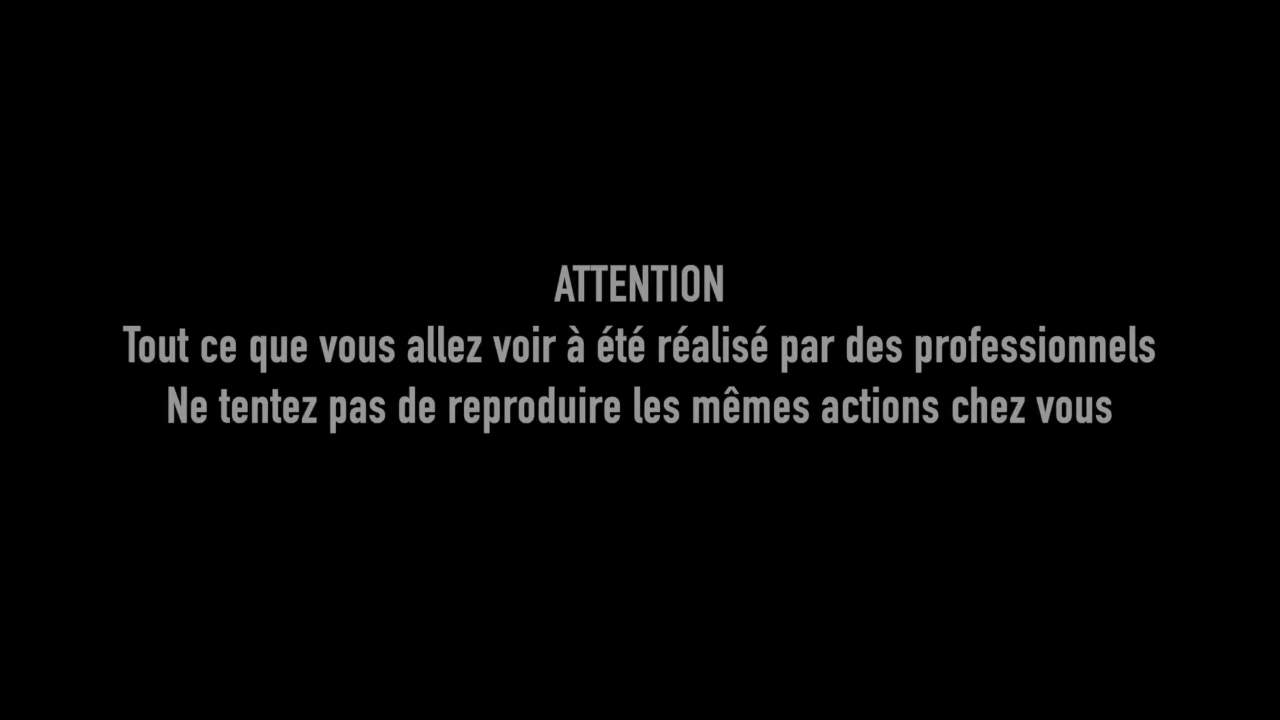 ATTENTION
Tout ce que vous allez voir à été réalisé par des professionnels
Ne tentez pas de reproduire les mêmes actions chez vous